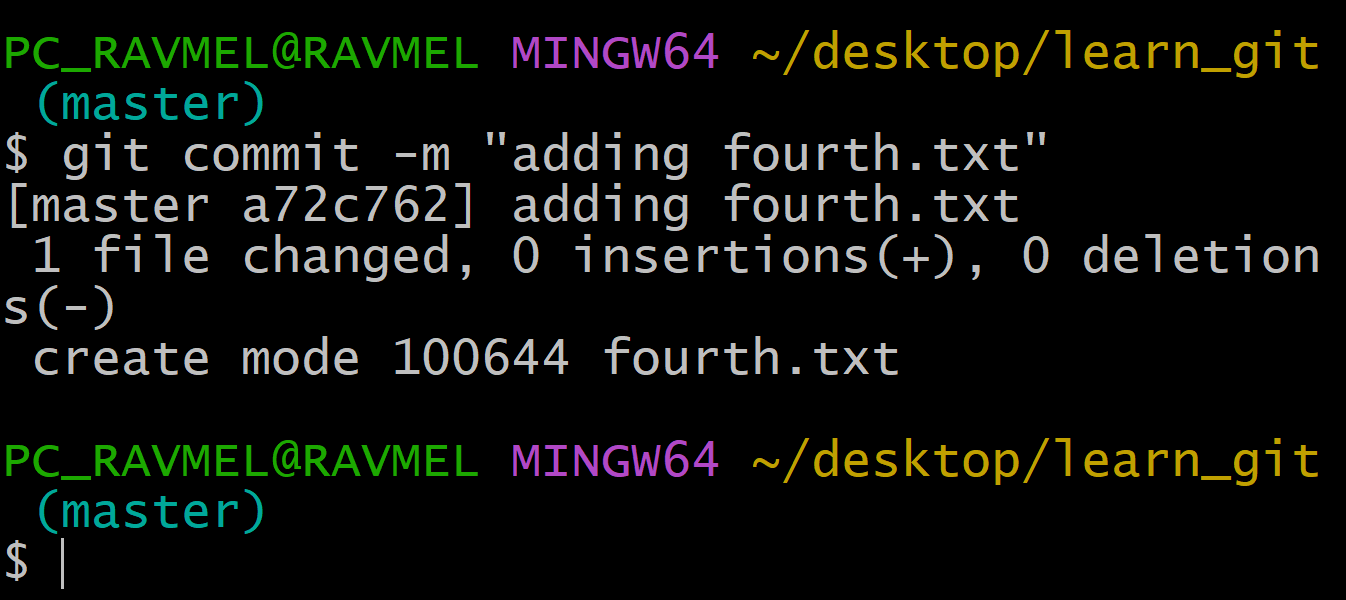 PC_RAVMEL@RAVMEL MINGW64 ~/desktop/learn_git
(master)
$ git commit -m "adding fourth.txt"
[master a72c762] adding fourth.txt
1 file changed, 0 insertions(+), 0 deletion
s(-)
create mode 100644 fourth.txt
PC_RAVMEL@RAVMEL MINGW64 ~/desktop/learn_git
(master)
$